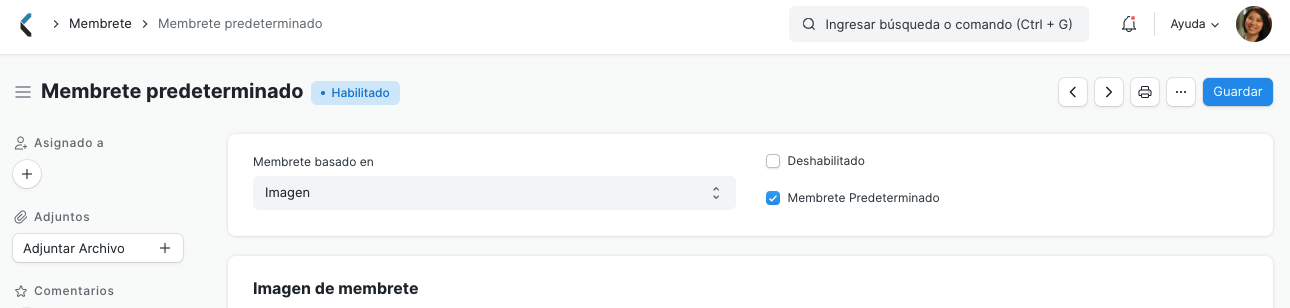 Membrete
Membrete predeterminado
Ingresar búsqueda o comando (Ctrl + G)
Ayuda
Membrete predeterminado
Habilitado
Guardar
Asignado a
Adjuntos
Adjuntar Archivo
Comentarios
Membrete basado en
Imagen
Deshabilitado
Membrete Predeterminado
Imagen de membrete